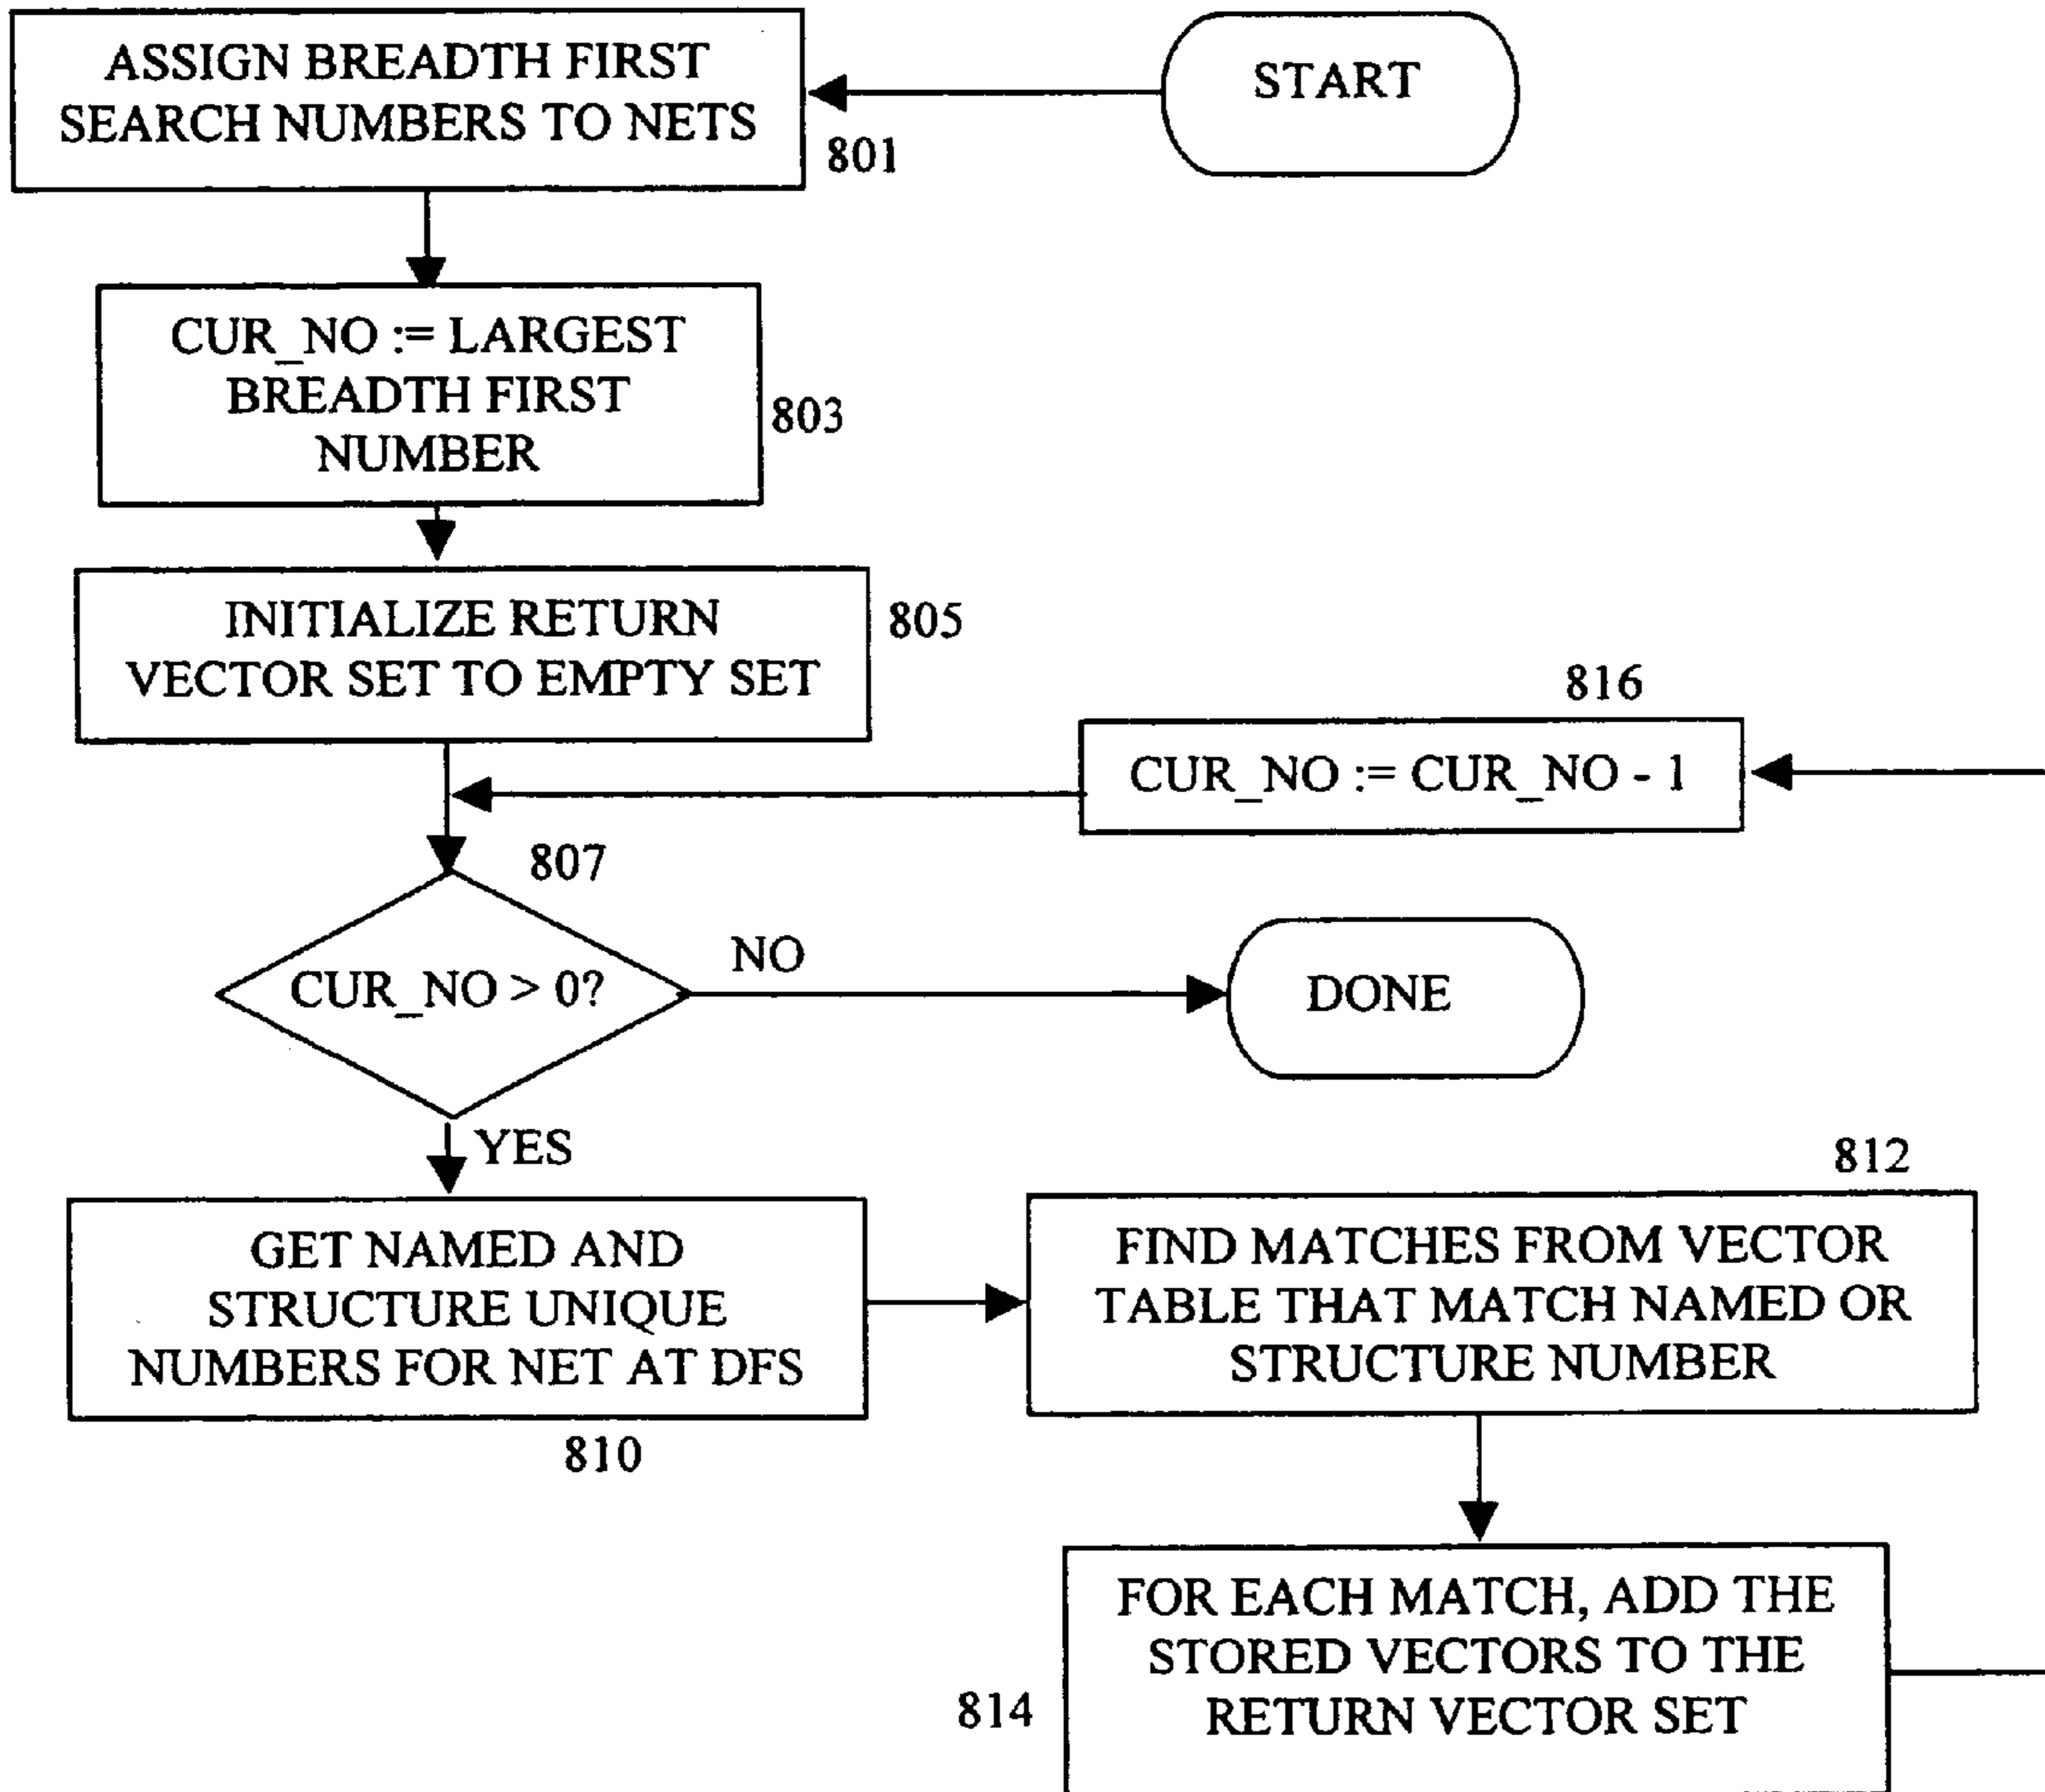 START
ASSIGN BREADTH FIRST
SEARCH NUMBERS TO NETS
801
CUR_NO := LARGEST
BREADTH FIRST
NUMBER
803
INITIALIZE RETURN
VECTOR SET TO EMPTY SET
805
816
CUR_NO := CUR_NO - 1
807
CUR_NO > 0?
NO
DONE
YES
GET NAMED AND
STRUCTURE UNIQUE
NUMBERS FOR NET AT DFS
810
812
FIND MATCHES FROM VECTOR
TABLE THAT MATCH NAMED OR
STRUCTURE NUMBER
FOR EACH MATCH, ADD THE
STORED VECTORS TO THE
RETURN VECTOR SET
814